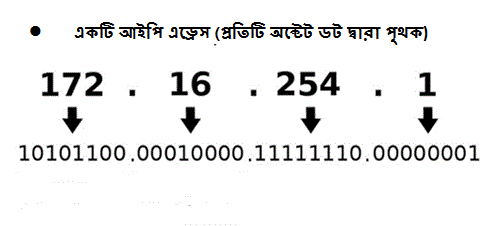 ● একটি আইপি এড্রেস (প্রতিটি অক্টেট ডট দ্বারা পৃথক)
172 . 16 . 254 . 1
10101100.00010000.11111110.00000001